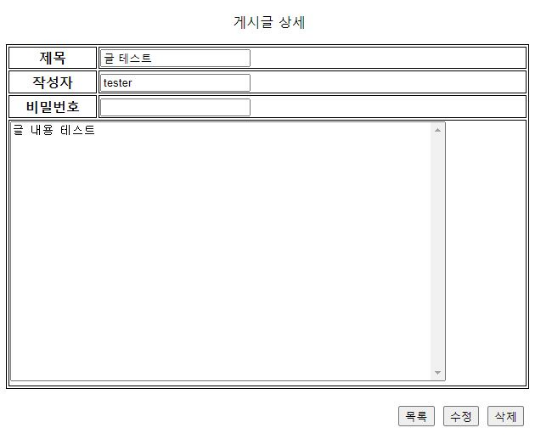 게시글 상세
제목 글 테스트
작성자 tester
비밀번호
글 내용 테스트
목록 수정 삭제